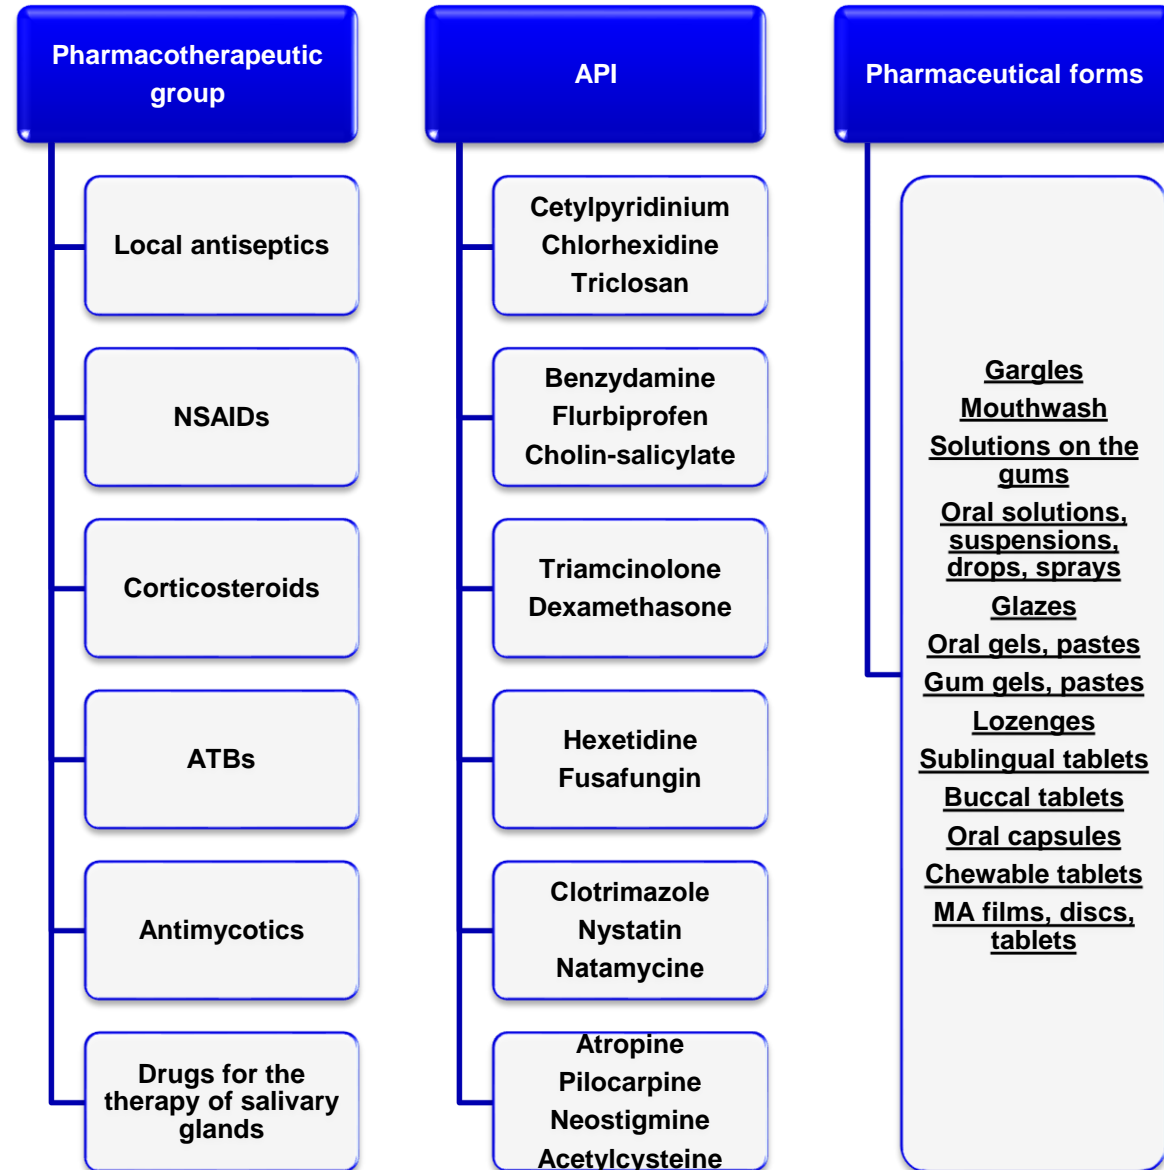 Pharmacotherapeutic
group
API
Pharmaceutical forms
Local antiseptics
Cetylpyridinium
Chlorhexidine
Triclosan
NSAIDs
Benzydamine
Flurbiprofen
Cholin-salicylate
Corticosteroids
Triamcinolone
Dexamethasone
ATBs
Hexetidine
Fusafungin
Antimycotics
Clotrimazole
Nystatin
Natamycine
Drugs for the
therapy of salivary
glands
Atropine
Pilocarpine
Neostigmine
Acetylcysteine
Gargles
Mouthwash
Solutions on the
gums
Oral solutions,
suspensions,
drops, sprays
Glazes
Oral gels, pastes
Gum gels, pastes
Lozenges
Sublingual tablets
Buccal tablets
Oral capsules
Chewable tablets
MA films, discs,
tablets